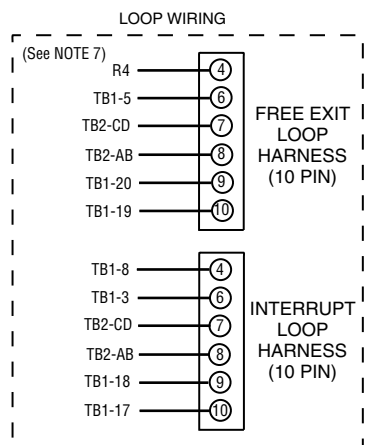 LOOP WIRING
(See NOTE 7)
R4 4
TB1-5 6
TB2-CD 7
TB2-AB 8
TB1-20 9
TB1-19 10
FREE EXIT
LOOP
HARNESS
(10 PIN)
TB1-8 4
TB1-3 6
TB2-CD 7
TB2-AB 8
TB1-18 9
TB1-17 10
INTERRUPT
LOOP
HARNESS
(10 PIN)